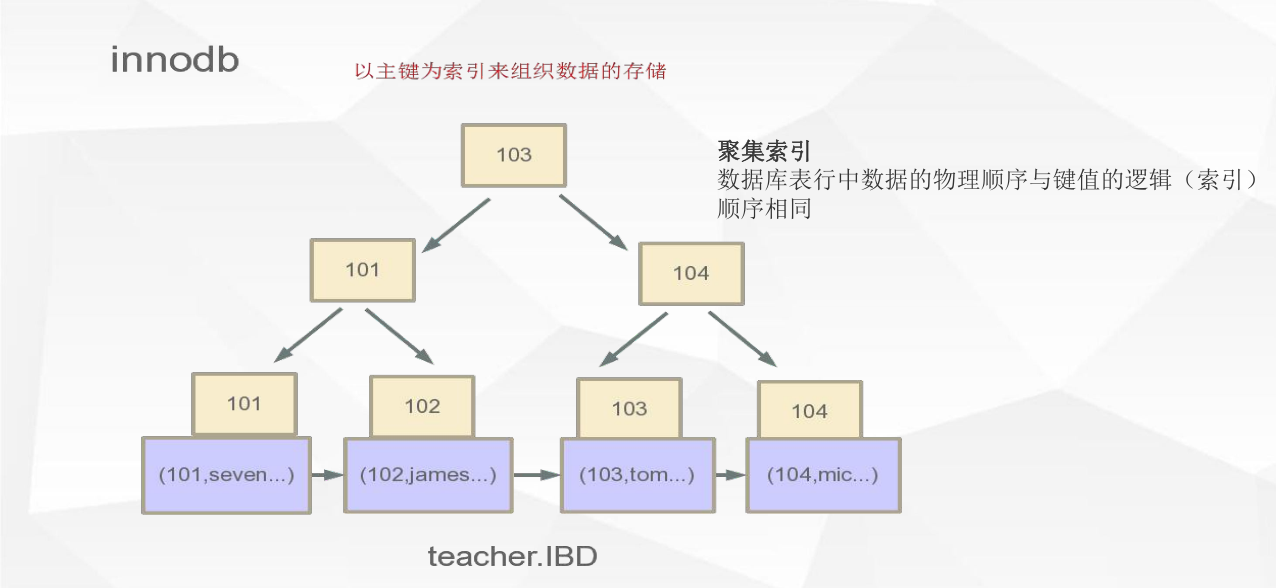 innodb
以主键为索引来组织数据的存储
103
聚集索引
数据库表行中数据的物理顺序与键值的逻辑（索引）
顺序相同
101
104
101
102
103
104
(101,seven...)
(102,james...)
(103,tom...)
(104,mic...)
teacher.IBD